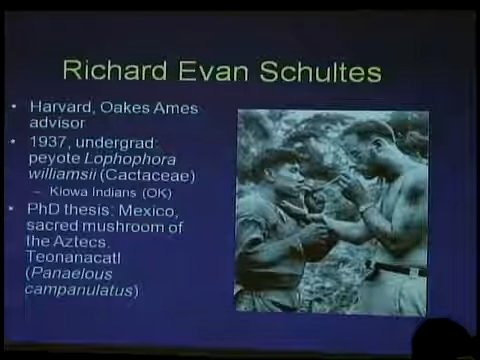 Richard Evan Schultes
• Harvard, Oakes Ames
advisor
• 1937, undergrad:
peyote Lophophora
williamsii (Cactaceae)
– Kiowa Indians (OK)
• PhD thesis: Mexico,
sacred mushroom of
the Aztecs.
Teonanacatl
(Panaelous
campanulatus)